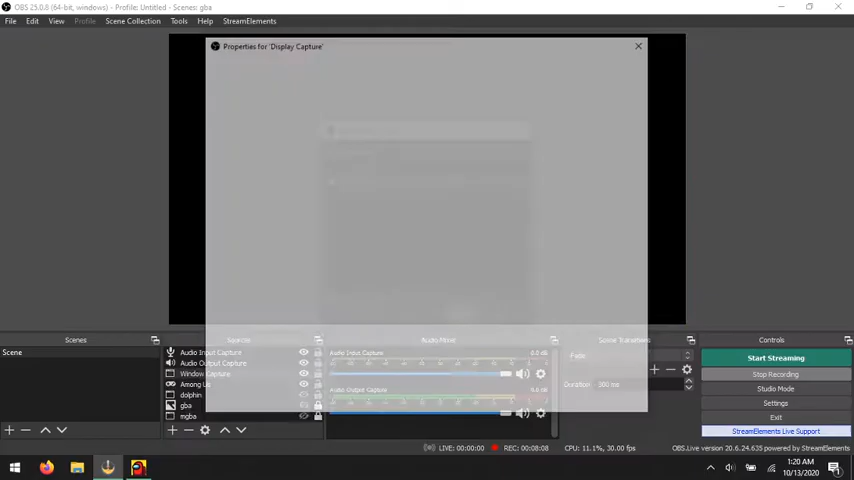 OBS 25.0.8 (64-bit, windows) - Profile: Untitled - Scenes: gba
File Edit View Profile Scene Collection Tools Help StreamElements
Properties for 'Display Capture'
Scenes Sources Audio Mixer Scene Transitions Controls
Scene
Audio Input Capture
Audio Output Capture
Window Capture
Among Us
dolphin
gba
mgba
Audio Input Capture 0.0 dB
Audio Output Capture 0.0 dB
Fade
Duration 300 ms
Start Streaming
Stop Recording
Studio Mode
Settings
Exit
StreamElements Live Support
LIVE: 00:00:00 REC: 00:08:08 CPU: 11.1%, 30.00 fps OBS.Live version 20.6.24.635 powered by StreamElements
1:20 AM
10/13/2020